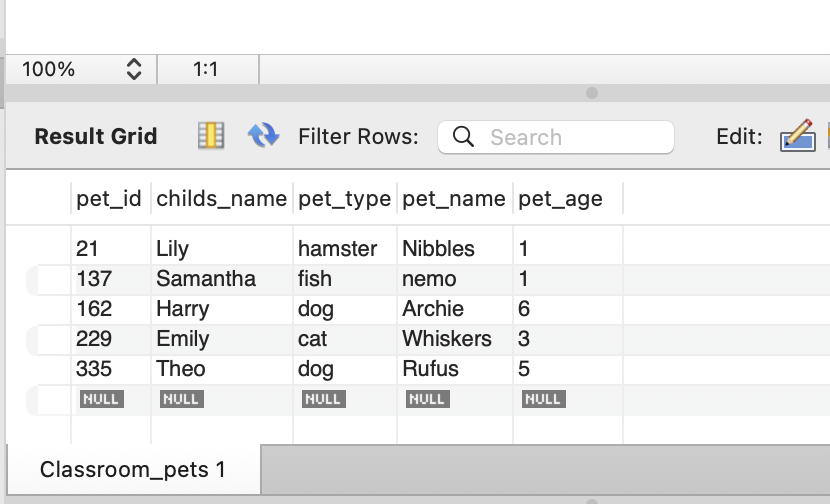 100% 1:1
Result Grid Filter Rows: Search Edit:
pet_id childs_name pet_type pet_name pet_age
21 Lily hamster Nibbles 1
137 Samantha fish nemo 1
162 Harry dog Archie 6
229 Emily cat Whiskers 3
335 Theo dog Rufus 5
NULL NULL NULL NULL NULL
Classroom_pets 1